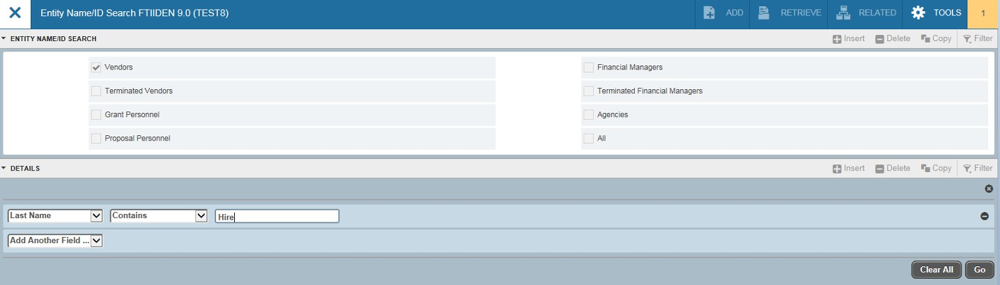 Entity Name/ID Search FTIIDEN 9.0 (TEST8) ADD RETRIEVE RELATED TOOLS 1
ENTITY NAME/ID SEARCH Insert Delete Copy Filter
Vendors Financial Managers
Terminated Vendors Terminated Financial Managers
Grant Personnel Agencies
Proposal Personnel All
DETAILS Insert Delete Copy Filter
Last Name Contains Hire
Add Another Field ...
Clear All Go